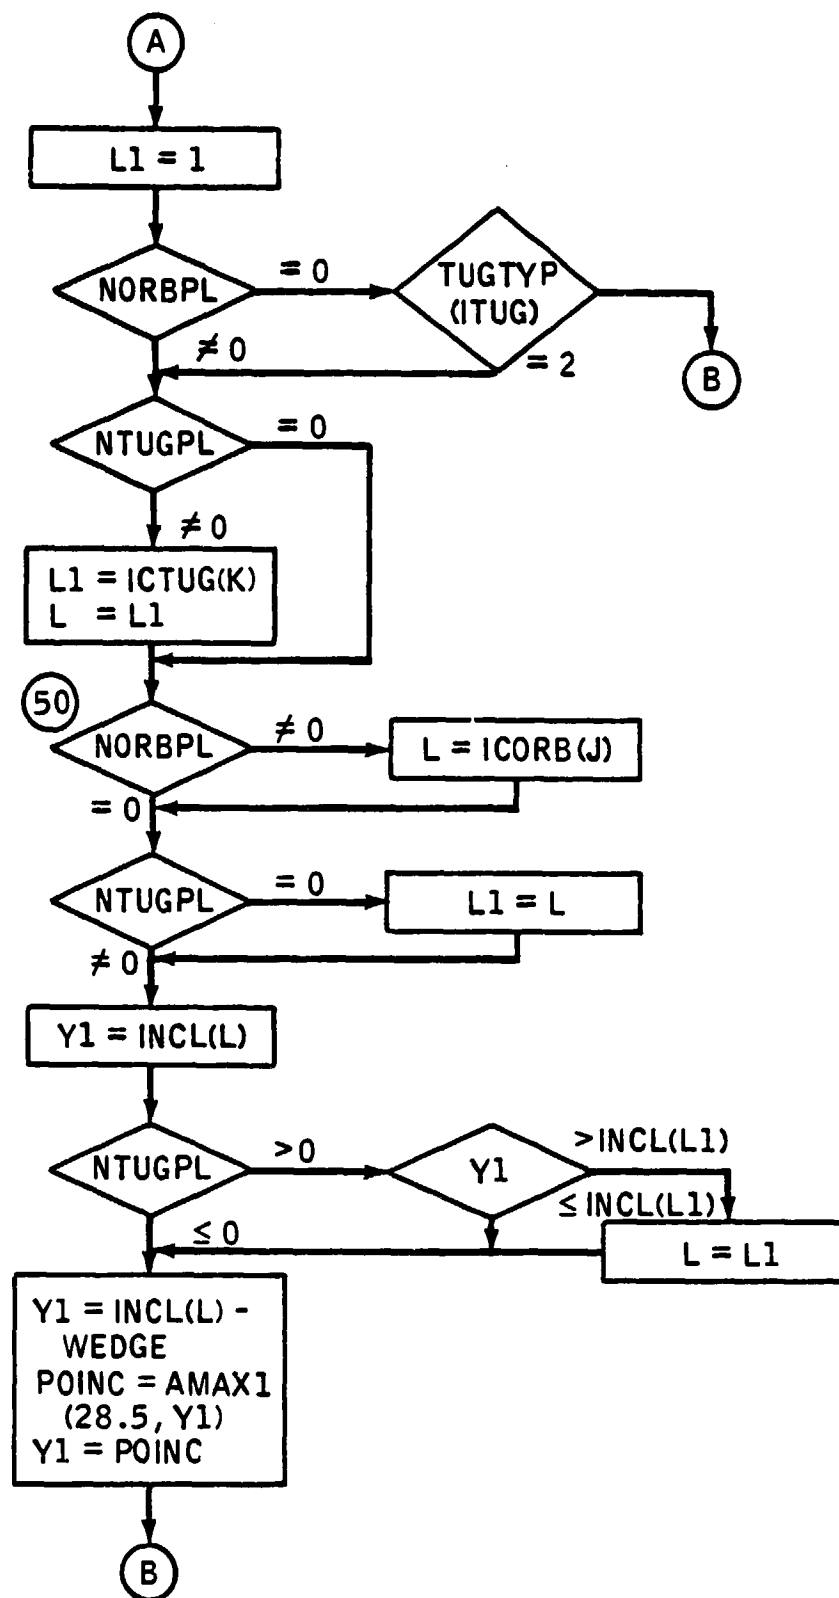 A
L1 = 1
NORBPL
= 0
TUGTYP
(ITUG)
≠ 0
= 2
B
NTUGPL
= 0
≠ 0
L1 = ICTUG(K)
L = L1
50
NORBPL
≠ 0
L = ICORB(J)
= 0
NTUGPL
= 0
L1 = L
≠ 0
Y1 = INCL(L)
NTUGPL
>0
Y1
>INCL(L1)
≤ INCL(L1)
≤ 0
L = L1
Y1 = INCL(L) -
WEDGE
POINC = AMAX1
(28.5, Y1)
Y1 = POINC
B